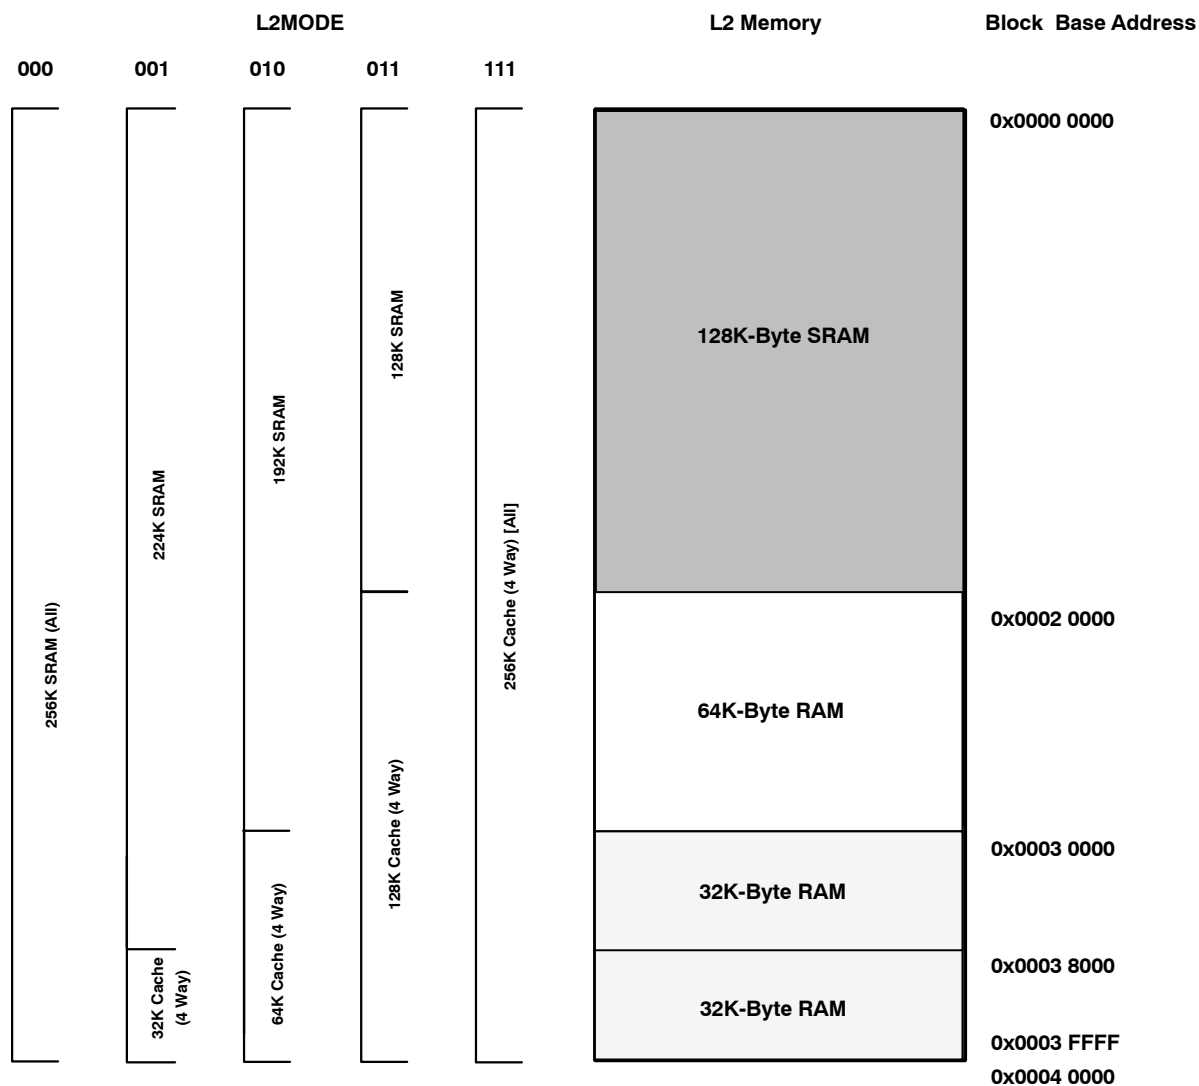 L2MODE L2 Memory Block Base Address
000 001 010 011 111
0x0000 0000
128K SRAM
128K-Byte SRAM
192K SRAM
224K SRAM
256K Cache (4 Way) [All]
256K SRAM (All)
0x0002 0000
64K-Byte RAM
128K Cache (4 Way)
0x0003 0000
32K-Byte RAM
64K Cache (4 Way)
0x0003 8000
32K Cache
(4 Way)
32K-Byte RAM
0x0003 FFFF
0x0004 0000